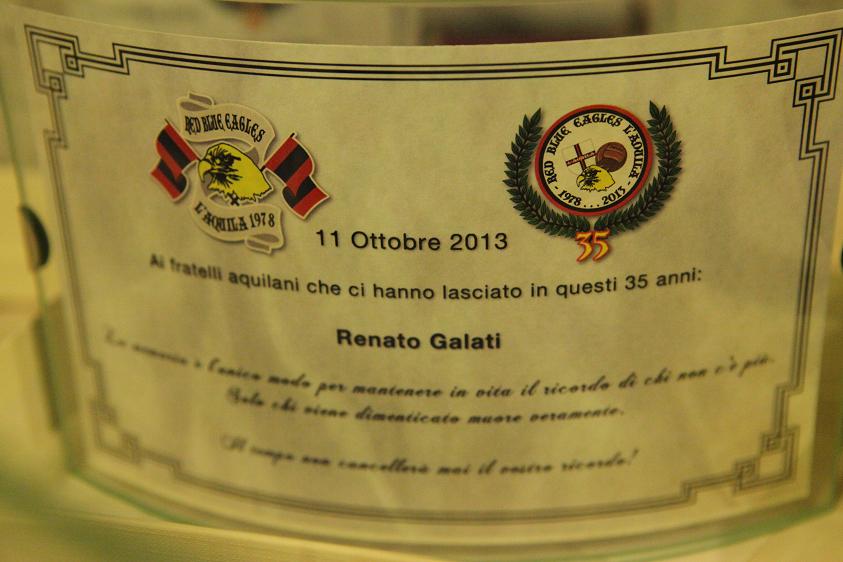 RED BLUE EAGLES
L'AQUILA 1978
RED BLUE EAGLES L'AQUILA
- 1978 ... 2013 -
35
11 Ottobre 2013
Ai fratelli aquilani che ci hanno lasciato in questi 35 anni:
Renato Galati
La memoria è l'unico modo per mantenere in vita il ricordo di chi non c'è più.
Solo chi viene dimenticato muore veramente.
Il tempo non cancellerà mai il vostro ricordo!